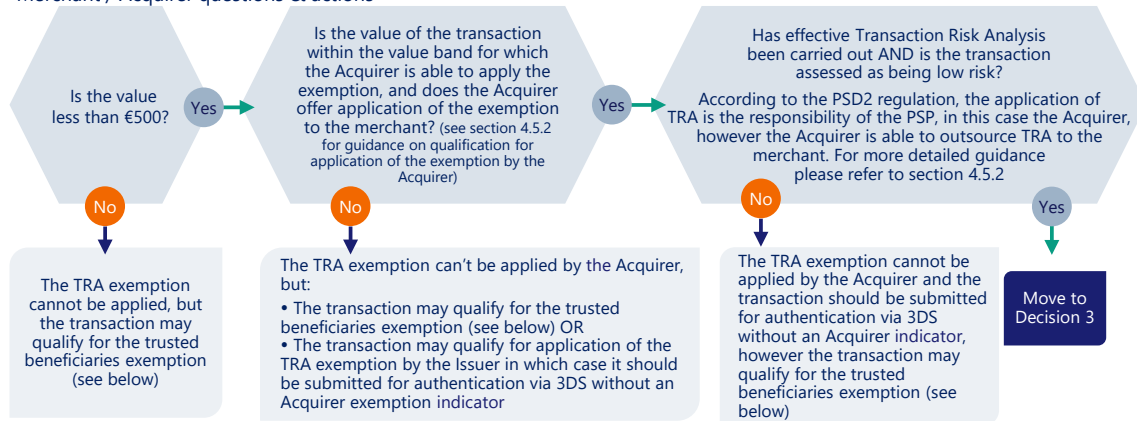 merchant / Acquirer questions & actions
Is the value
less than €500?
Yes
Is the value of the transaction
within the value band for which
the Acquirer is able to apply the
exemption, and does the Acquirer
offer application of the exemption
to the merchant? (see section 4.5.2
for guidance on qualification for
application of the exemption by the
Acquirer)
Yes
Has effective Transaction Risk Analysis
been carried out AND is the transaction
assessed as being low risk?
According to the PSD2 regulation, the application of
TRA is the responsibility of the PSP, in this case the Acquirer,
however the Acquirer is able to outsource TRA to the
merchant. For more detailed guidance
please refer to section 4.5.2
No
No
No
Yes
The TRA exemption
cannot be applied, but
the transaction may
qualify for the trusted
beneficiaries exemption
(see below)
The TRA exemption can't be applied by the Acquirer,
but:
• The transaction may qualify for the trusted
beneficiaries exemption (see below) OR
• The transaction may qualify for application of the
TRA exemption by the Issuer in which case it should
be submitted for authentication via 3DS without an
Acquirer exemption indicator
The TRA exemption cannot be
applied by the Acquirer and the
transaction should be submitted
for authentication via 3DS
without an Acquirer indicator,
however the transaction may
qualify for the trusted
beneficiaries exemption (see
below)
Move to
Decision 3